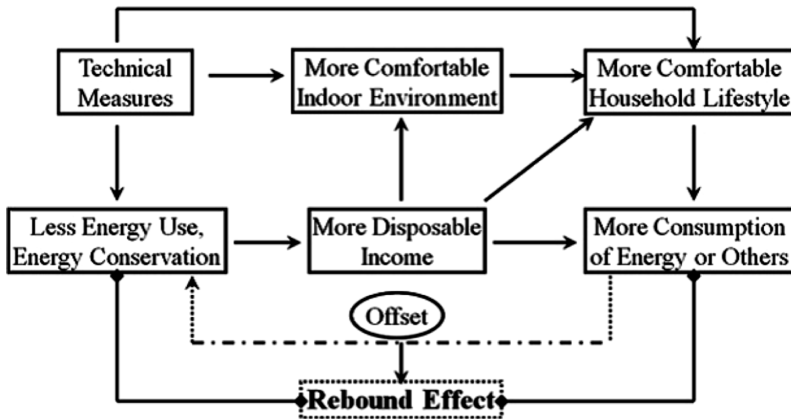 Technical
Measures
More Comfortable
Indoor Environment
More Comfortable
Household Lifestyle
Less Energy Use,
Energy Conservation
More Disposable
Income
More Consumption
of Energy or Others
Offset
Rebound Effect